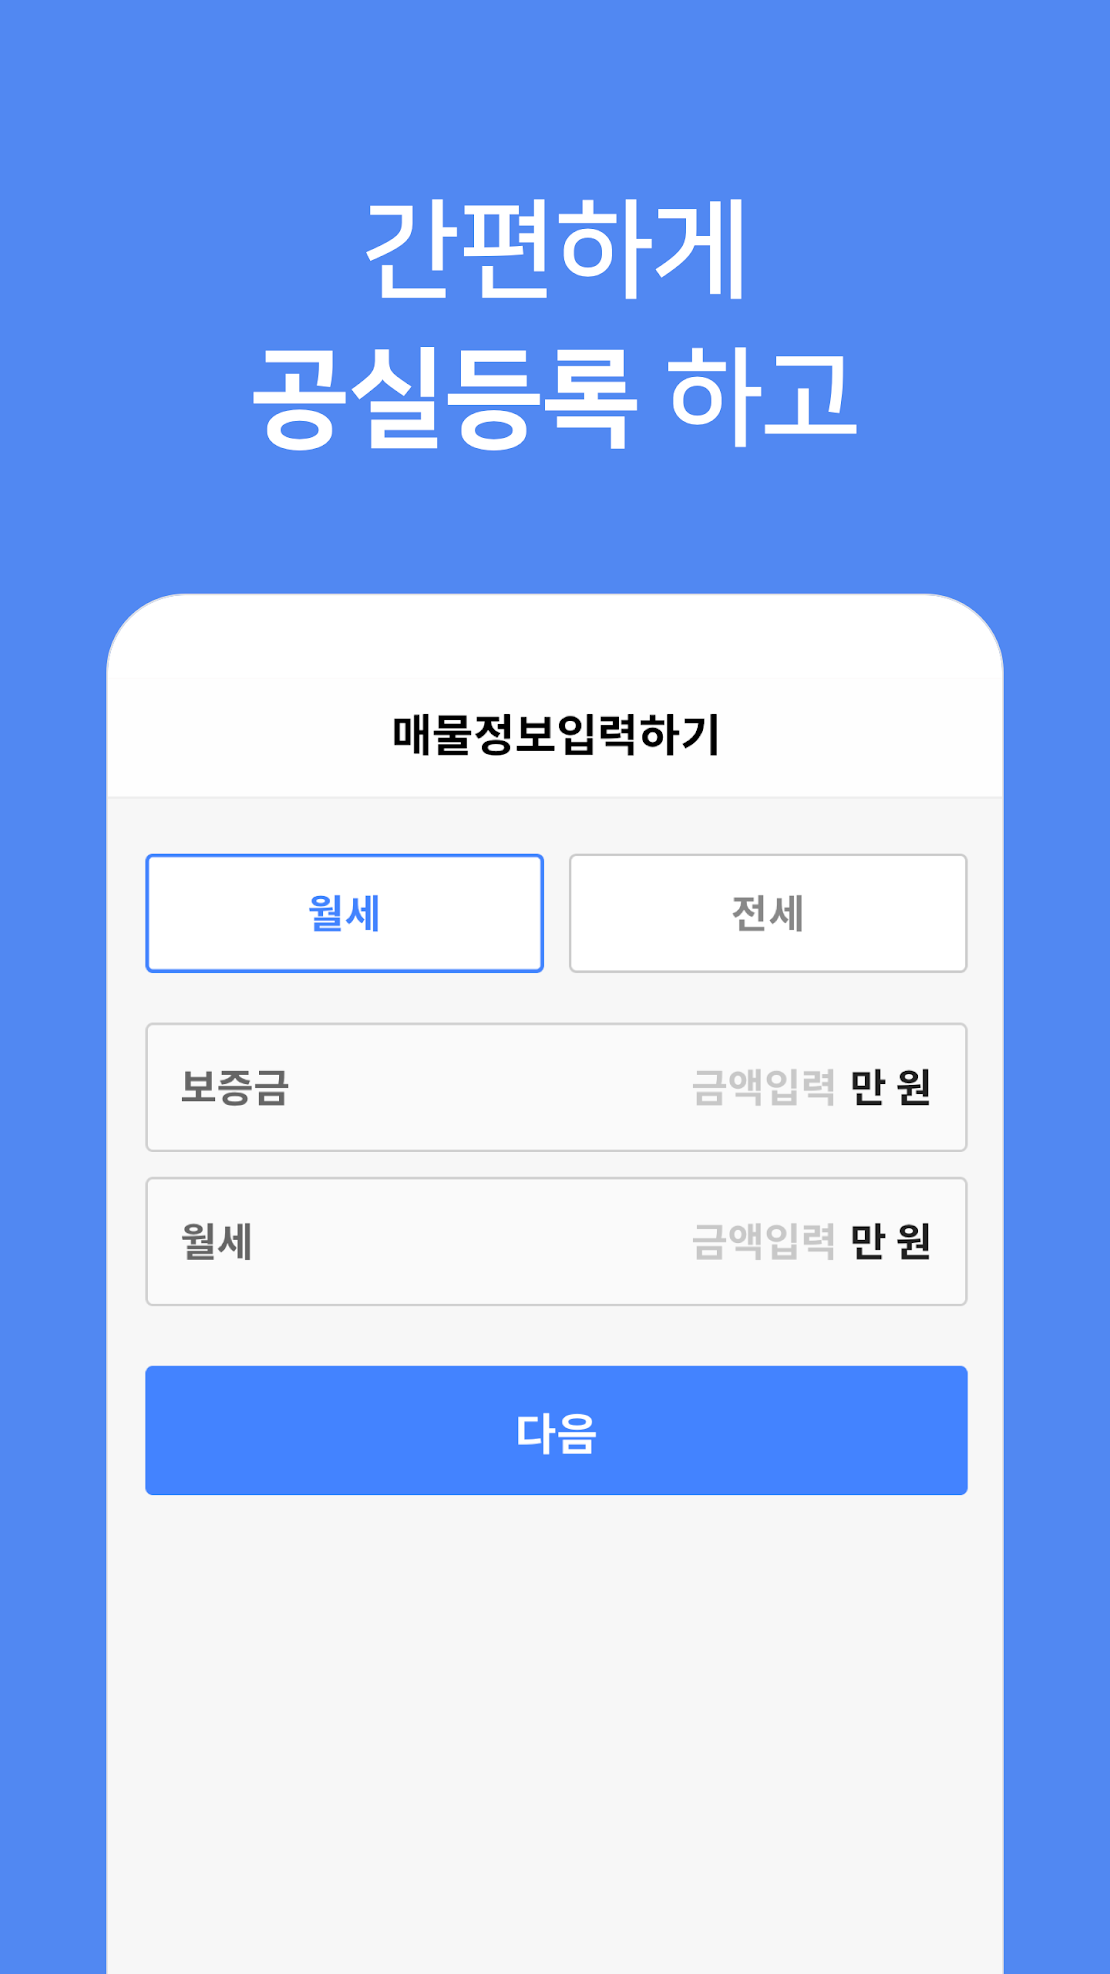 간편하게
공실등록 하고
매물정보입력하기
월세 전세
보증금 금액입력 만 원
월세 금액입력 만 원
다음